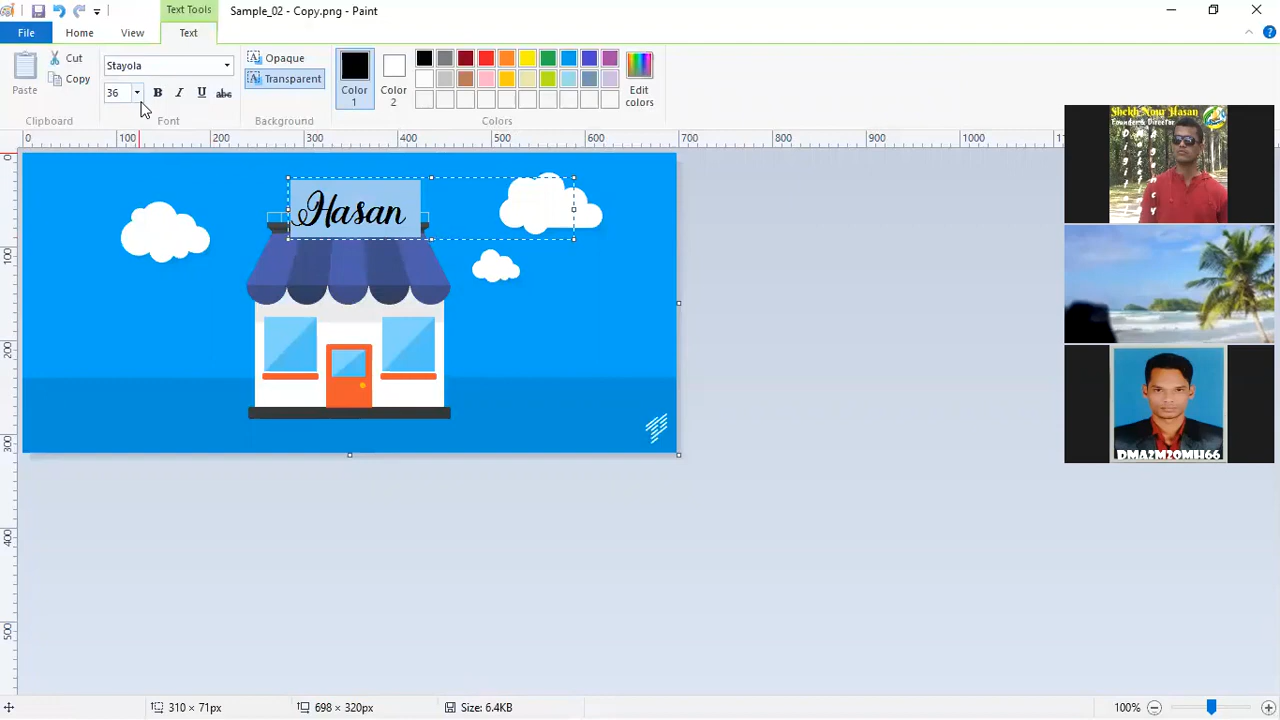 Text Tools
Sample_02 - Copy.png - Paint
File
Home
View
Text
Paste
Cut
Copy
Clipboard
Stayola
36
B
I
U
abc
Font
Opaque
Transparent
Background
Color 1
Color 2
Edit colors
Colors
0 100 200 300 400 500 600 700 800 900 1000
0
100
200
300
400
500
Hasan
Shekh Nour Hasan
Founder & Director
DMA2M20MH66
310 × 71px
698 × 320px
Size: 6.4KB
100%